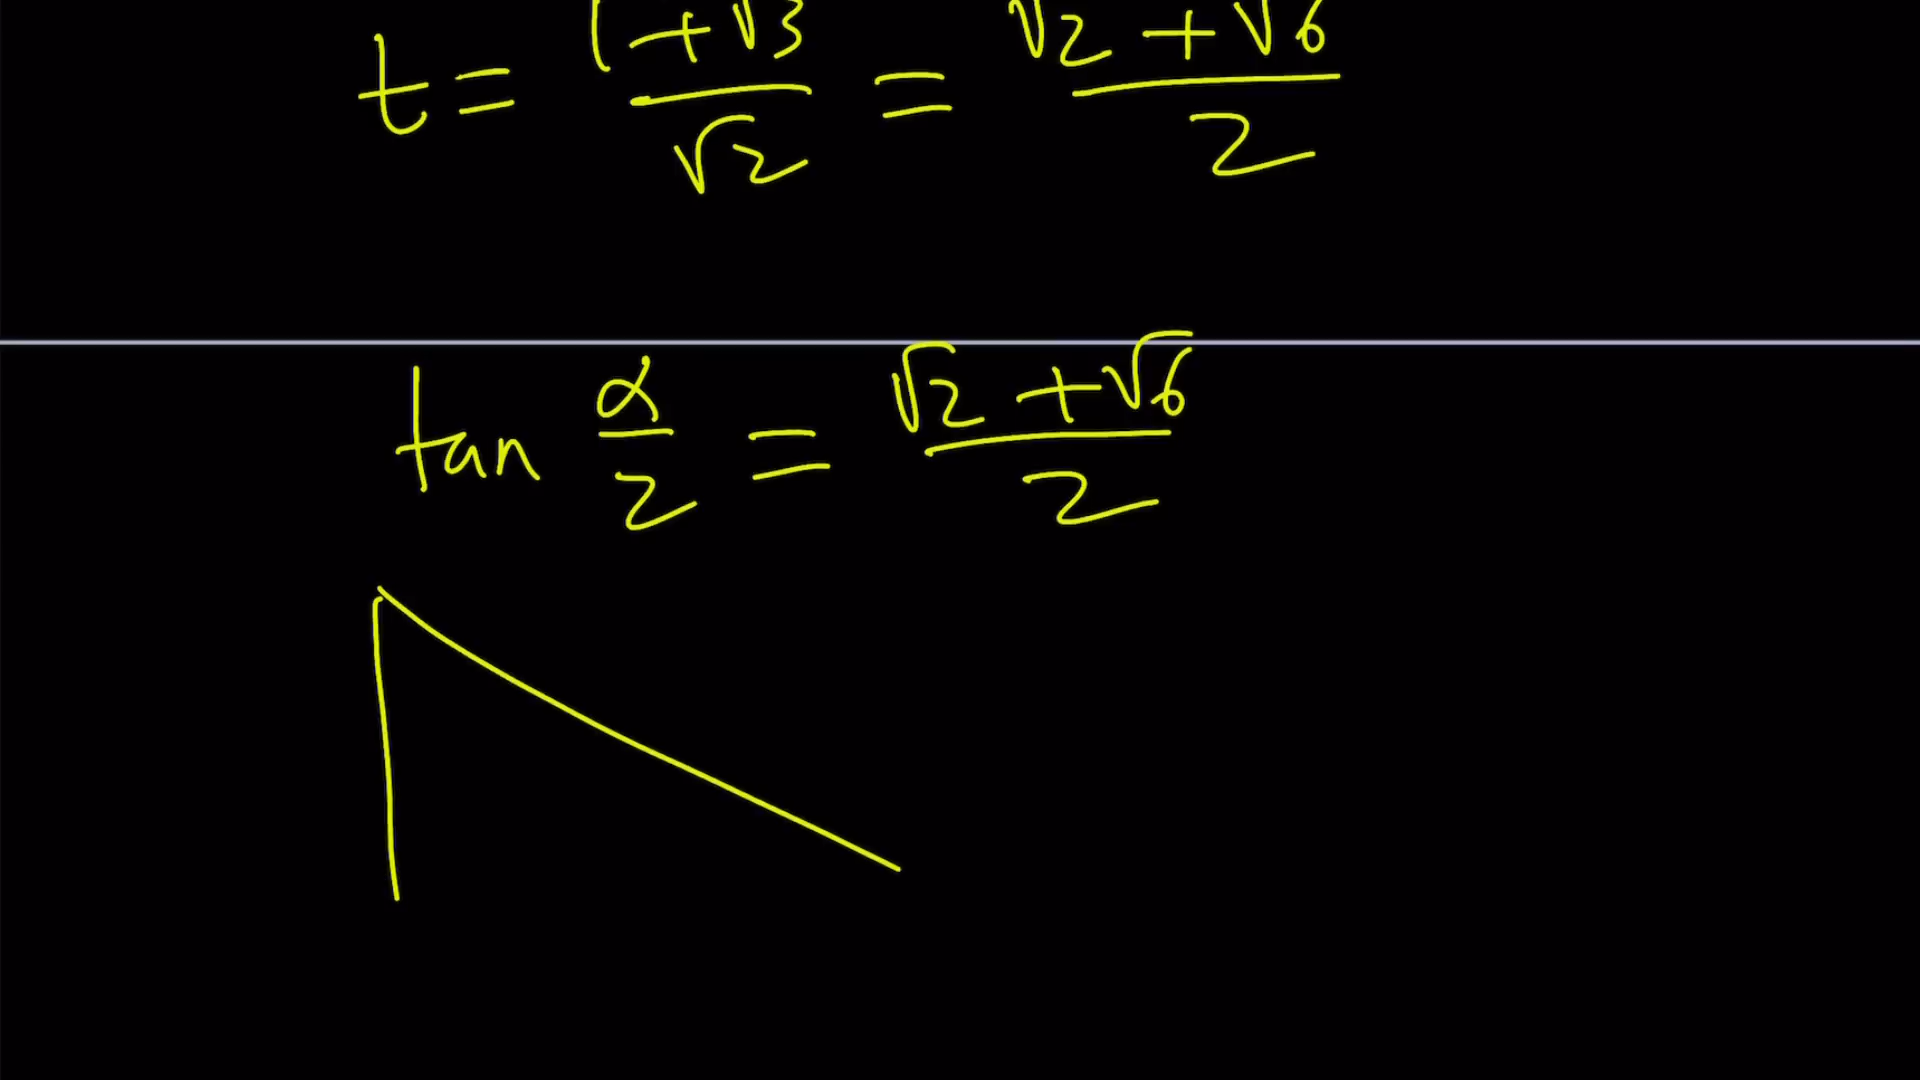 t = (1+√3)/√2 = (√2+√6)/2
tan α/2 = (√2+√6)/2